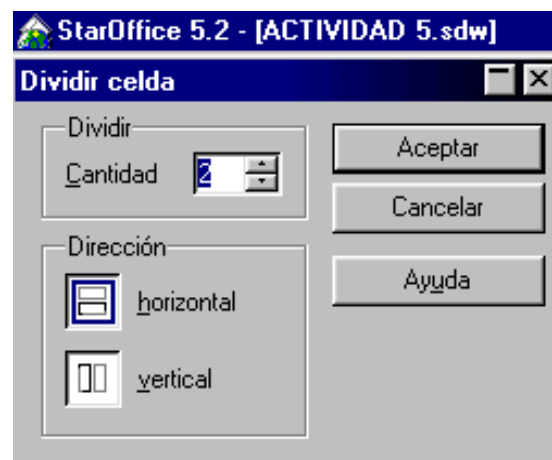 StarOffice 5.2 - [ACTIVIDAD 5.sdw]
Dividir celda
Dividir
Cantidad 2
Aceptar
Cancelar
Dirección
horizontal
Ayuda
vertical